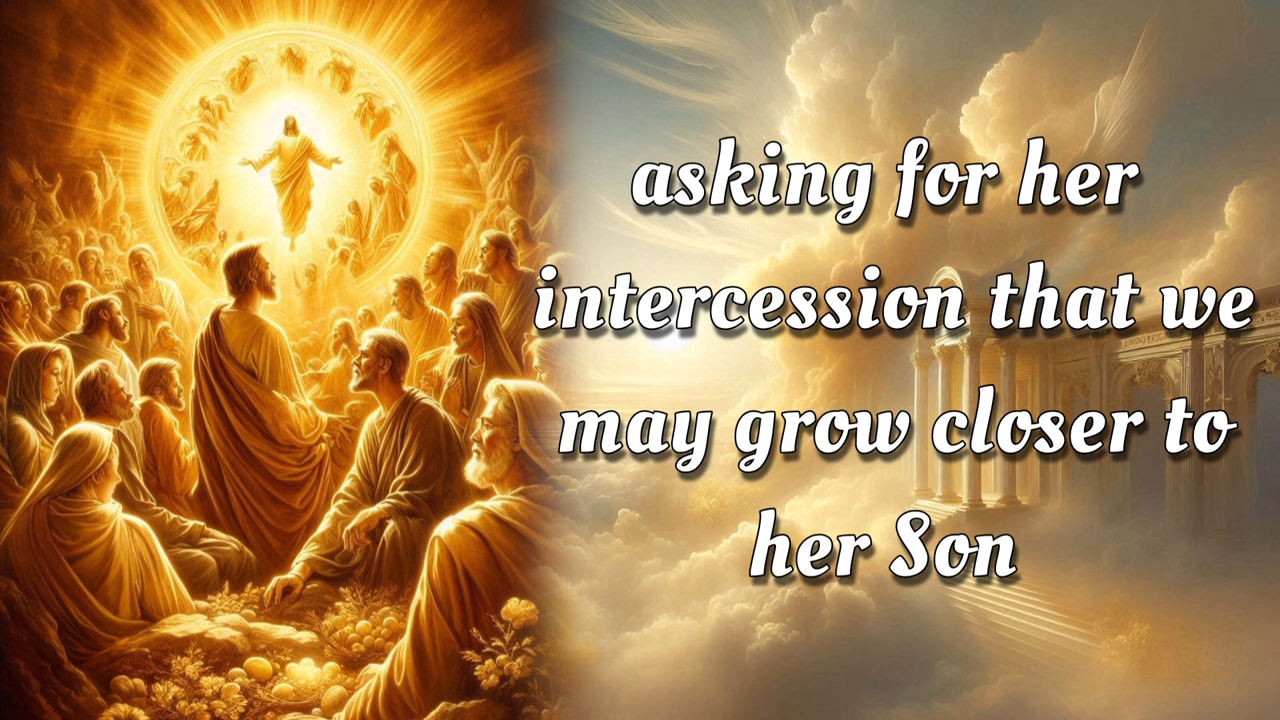 asking for her
intercession that we
may grow closer to
her Son